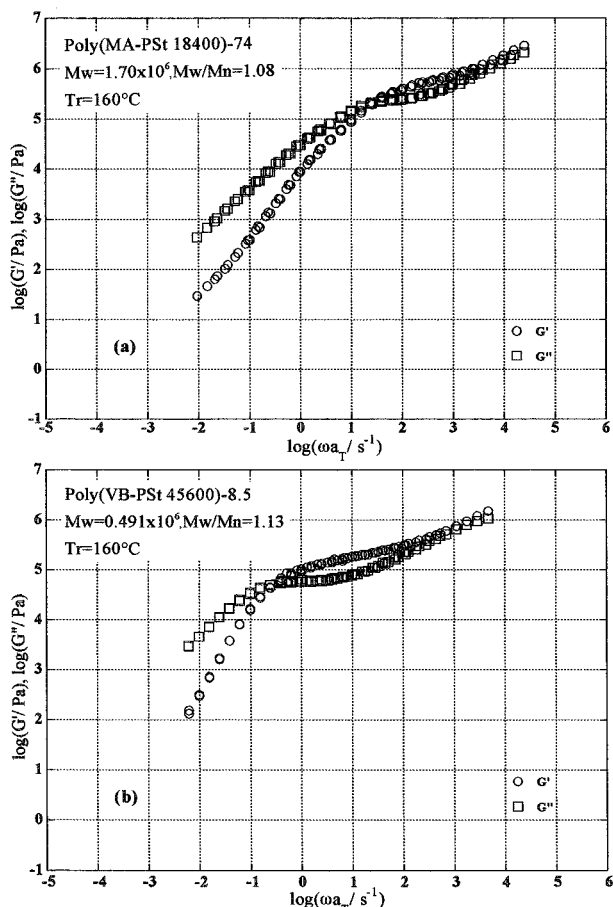 7
6
5
4
3
2
1
0
-1
Poly(MA-PSt 18400)-74
Mw=1.70x10⁶,Mw/Mn=1.08
Tr=160°C
log(G'/ Pa), log(G''/ Pa)
(a)
G'
G''
-5 -4 -3 -2 -1 0 1 2 3 4 5 6
log(ωa_T/ s⁻¹)
7
6
5
4
3
2
1
0
-1
Poly(VB-PSt 45600)-8.5
Mw=0.491x10⁶,Mw/Mn=1.13
Tr=160°C
log(G'/ Pa), log(G''/ Pa)
(b)
G'
G''
-5 -4 -3 -2 -1 0 1 2 3 4 5 6
log(ωa_T/ s⁻¹)